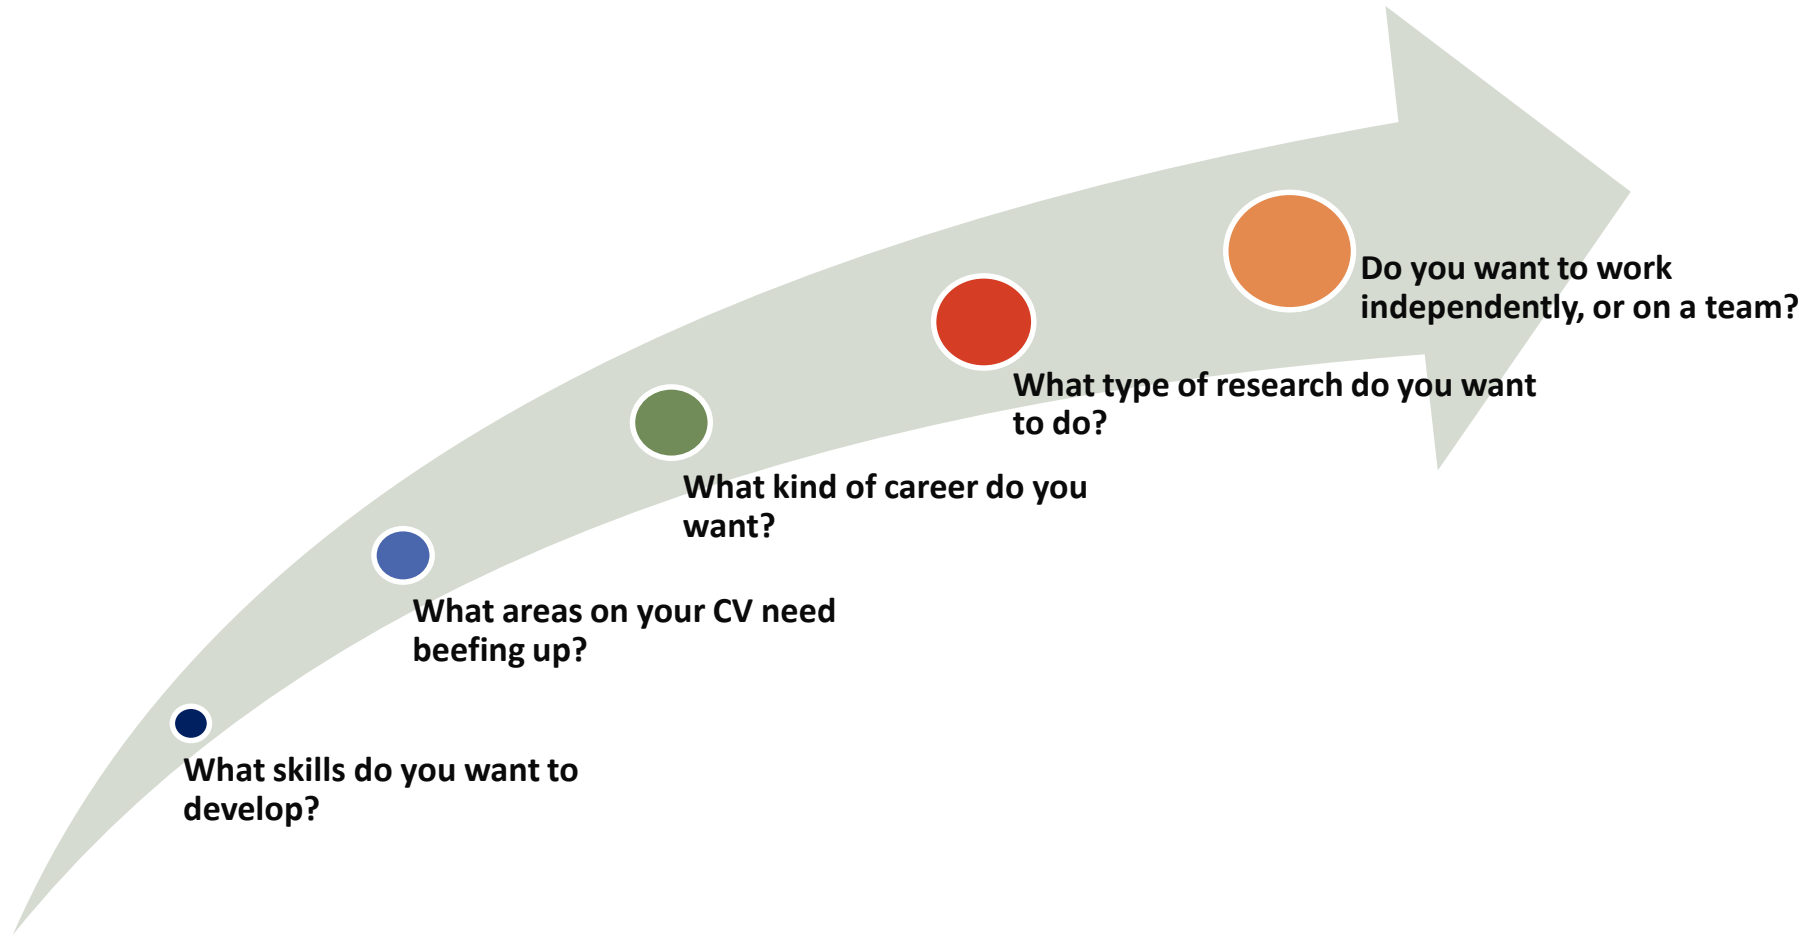 Do you want to work
independently, or on a team?
What type of research do you want
to do?
What kind of career do you
want?
What areas on your CV need
beefing up?
What skills do you want to
develop?